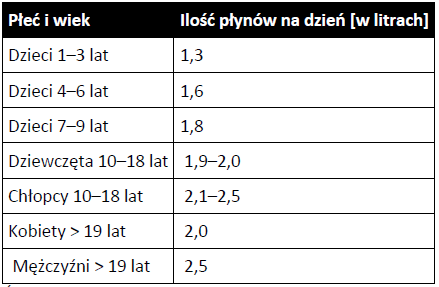 Płeć i wiek Ilość płynów na dzień [w litrach]
Dzieci 1–3 lat 1,3
Dzieci 4–6 lat 1,6
Dzieci 7–9 lat 1,8
Dziewczęta 10–18 lat 1,9–2,0
Chłopcy 10–18 lat 2,1–2,5
Kobiety > 19 lat 2,0
Mężczyźni > 19 lat 2,5